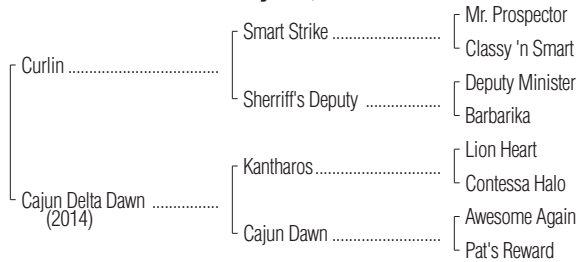 Mr. Prospector
Smart Strike ..........................
Classy 'n Smart
Curlin ....................................
Deputy Minister
Sherriff's Deputy ..................
Barbarika
Lion Heart
Kantharos..............................
Contessa Halo
Cajun Delta Dawn ................
(2014)
Awesome Again
Cajun Dawn ..........................
Pat's Reward